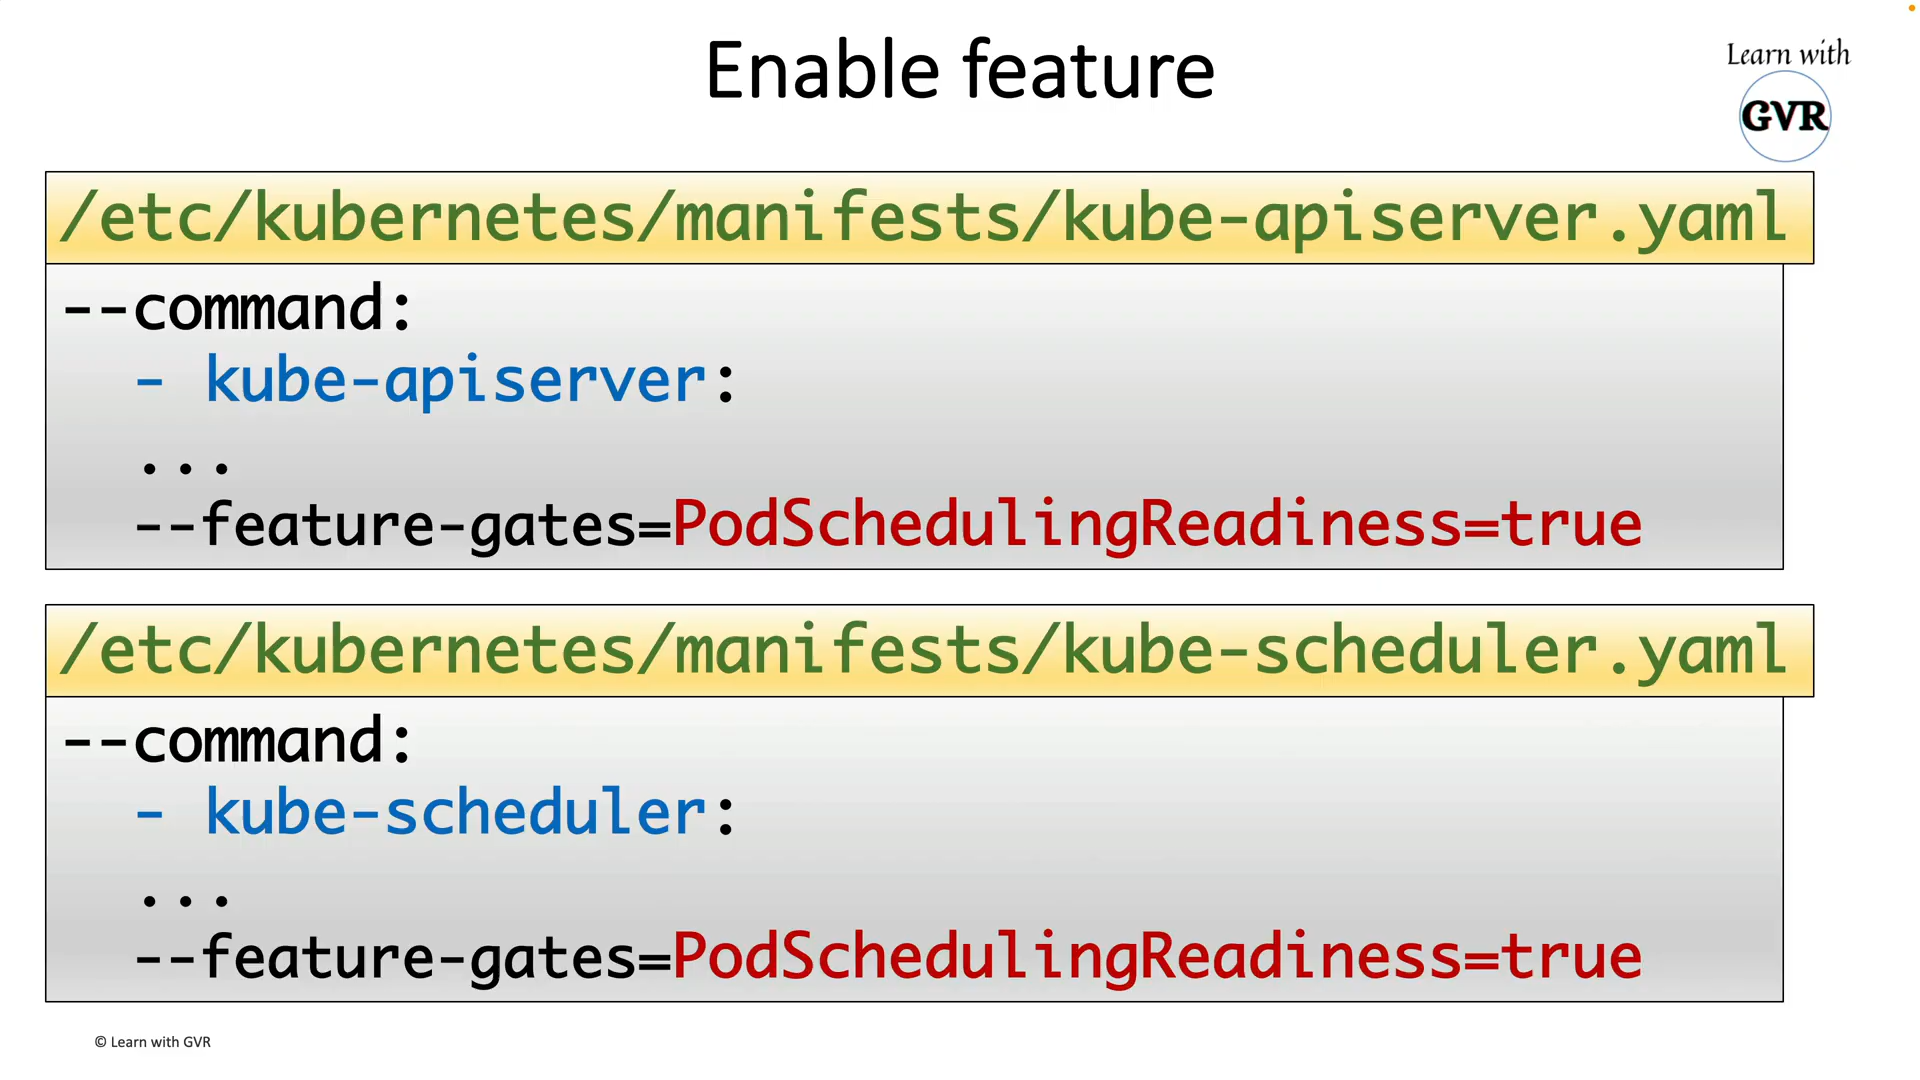 Enable feature
Learn with
GVR
/etc/kubernetes/manifests/kube-apiserver.yaml
--command:
- kube-apiserver:
...
--feature-gates=PodSchedulingReadiness=true
/etc/kubernetes/manifests/kube-scheduler.yaml
--command:
- kube-scheduler:
...
--feature-gates=PodSchedulingReadiness=true
© Learn with GVR